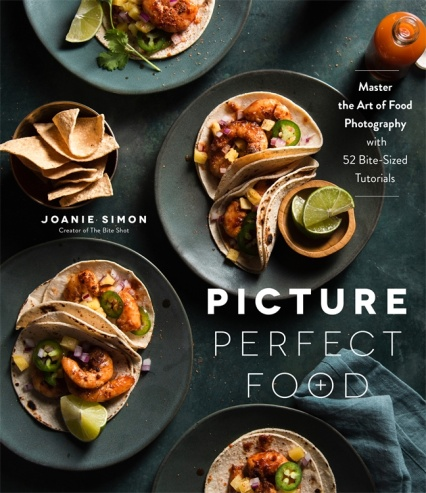 Master
the Art of Food
Photography
with
52 Bite-Sized
Tutorials
JOANIE SIMON
Creator of The Bite Shot
PICTURE
PERFECT
FOOD